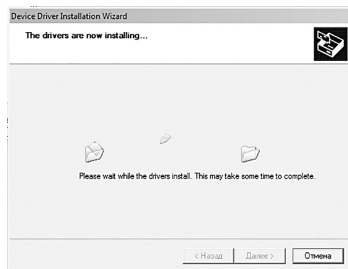 Device Driver Installation Wizard
The drivers are now installing...
Please wait while the drivers install. This may take some time to complete.
< Назад
Далее >
Отмена